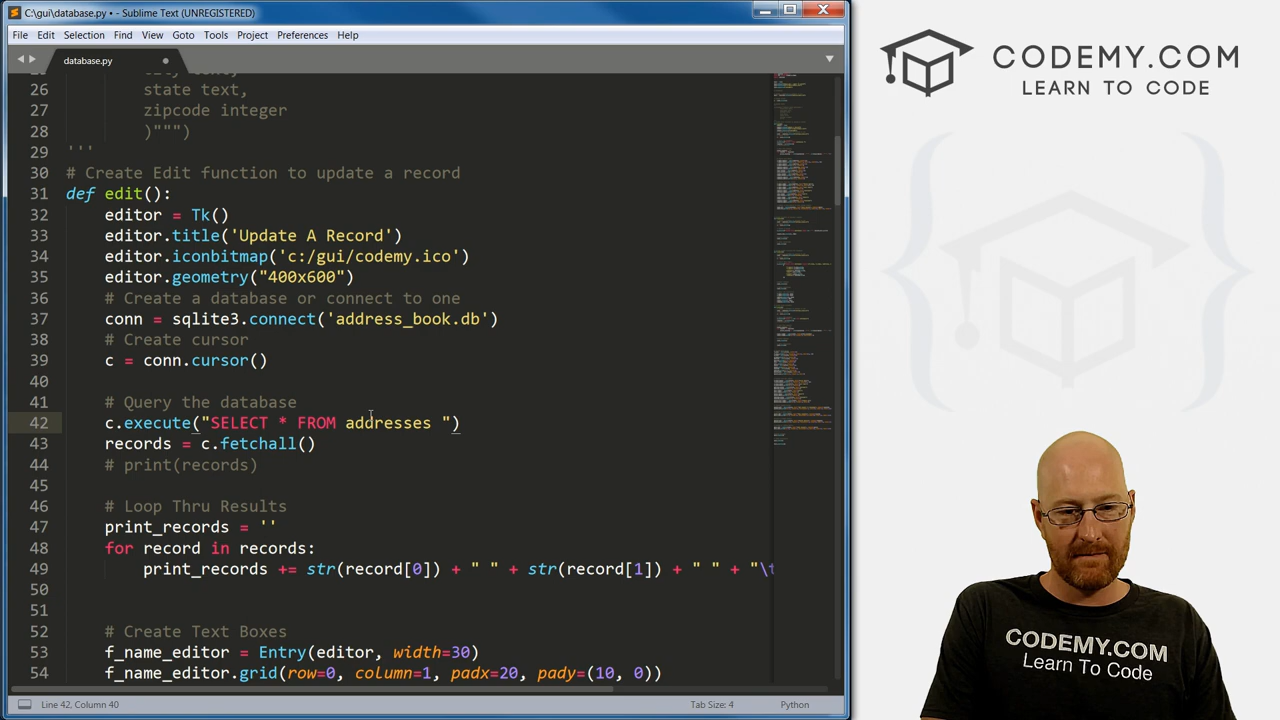 C:\gui\database.py • - Sublime Text (UNREGISTERED)
File Edit Selection Find View Goto Tools Project Preferences Help
database.py
26 state text,
27 zipcode integer
28 )""")
29 '''
# Create function to update a record
31 def edit():
32 editor = Tk()
33 editor.title('Update A Record')
34 editor.iconbitmap('c:/gui/codemy.ico')
35 editor.geometry("400x600")
36 # Create a database or connect to one
37 conn = sqlite3.connect('address_book.db')
38 # Create cursor
39 c = conn.cursor()
40
41 # Query the database
c.execute("SELECT * FROM addresses ")
43 records = c.fetchall()
44 # print(records)
45
46 # Loop Thru Results
47 print_records = ''
48 for record in records:
49 print_records += str(record[0]) + " " + str(record[1]) + " " + "\t
50
51
52 # Create Text Boxes
53 f_name_editor = Entry(editor, width=30)
54 f_name_editor.grid(row=0, column=1, padx=20, pady=(10, 0))
Line 42, Column 40 Tab Size: 4 Python
CODEMY.COM
LEARN TO CODE
CODEMY.COM
Learn To Code